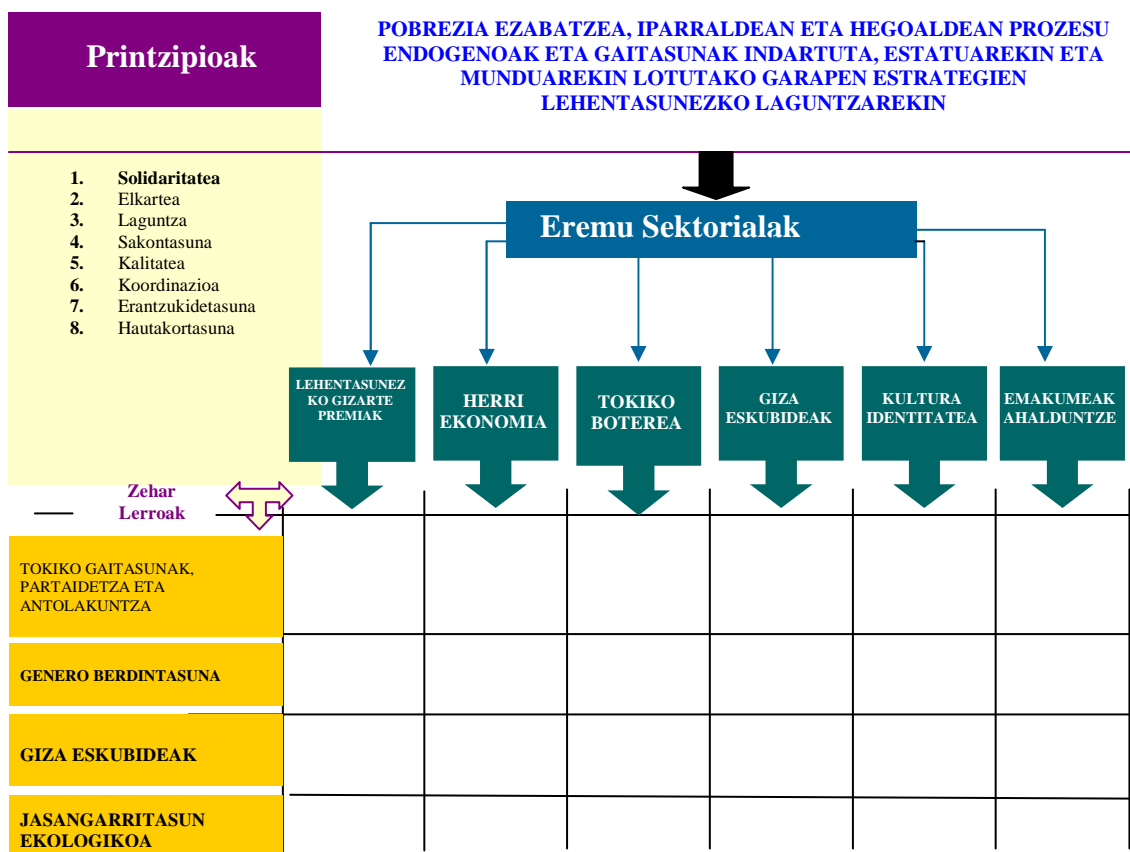 Printzipioak
POBREZIA EZABATZEA, IPARRALDEAN ETA HEGOALDEAN PROZESU
ENDOGENOAK ETA GAITASUNAK INDARTUTA, ESTATUAREKIN ETA
MUNDUAREKIN LOTUTAKO GARAPEN ESTRATEGIEN
LEHENTASUNEZKO LAGUNTZAREKIN
1. Solidaritatea
2. Elkartea
3. Laguntza
4. Sakontasuna
5. Kalitatea
6. Koordinazioa
7. Erantzukidetasuna
8. Hautakortasuna
Eremu Sektorialak
LEHENTASUNEZ
KO GIZARTE
PREMIAK
HERRI
EKONOMIA
TOKIKO
BOTEREA
GIZA
ESKUBIDEAK
KULTURA
IDENTITATEA
EMAKUMEAK
AHALDUNTZE
Zehar
Lerroak
TOKIKO GAITASUNAK,
PARTAIDETZA ETA
ANTOLAKUNTZA
GENERO BERDINTASUNA
GIZA ESKUBIDEAK
JASANGARRITASUN
EKOLOGIKOA